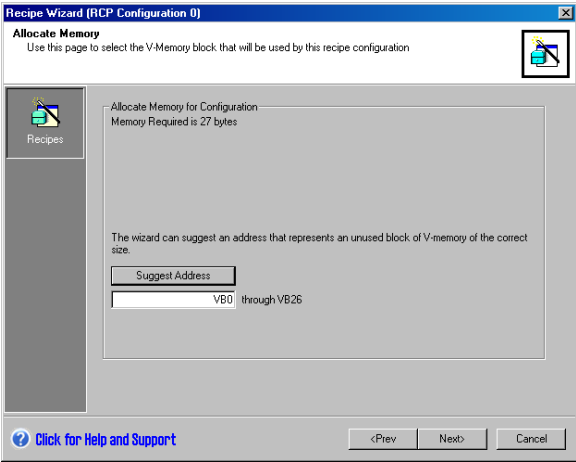 Recipe Wizard (RCP Configuration 0)
Allocate Memory
Use this page to select the V-Memory block that will be used by this recipe configuration
Recipes
Allocate Memory for Configuration
Memory Required is 27 bytes
The wizard can suggest an address that represents an unused block of V-memory of the correct
size.
Suggest Address
VB0 through VB26
Click for Help and Support
<Prev Next> Cancel